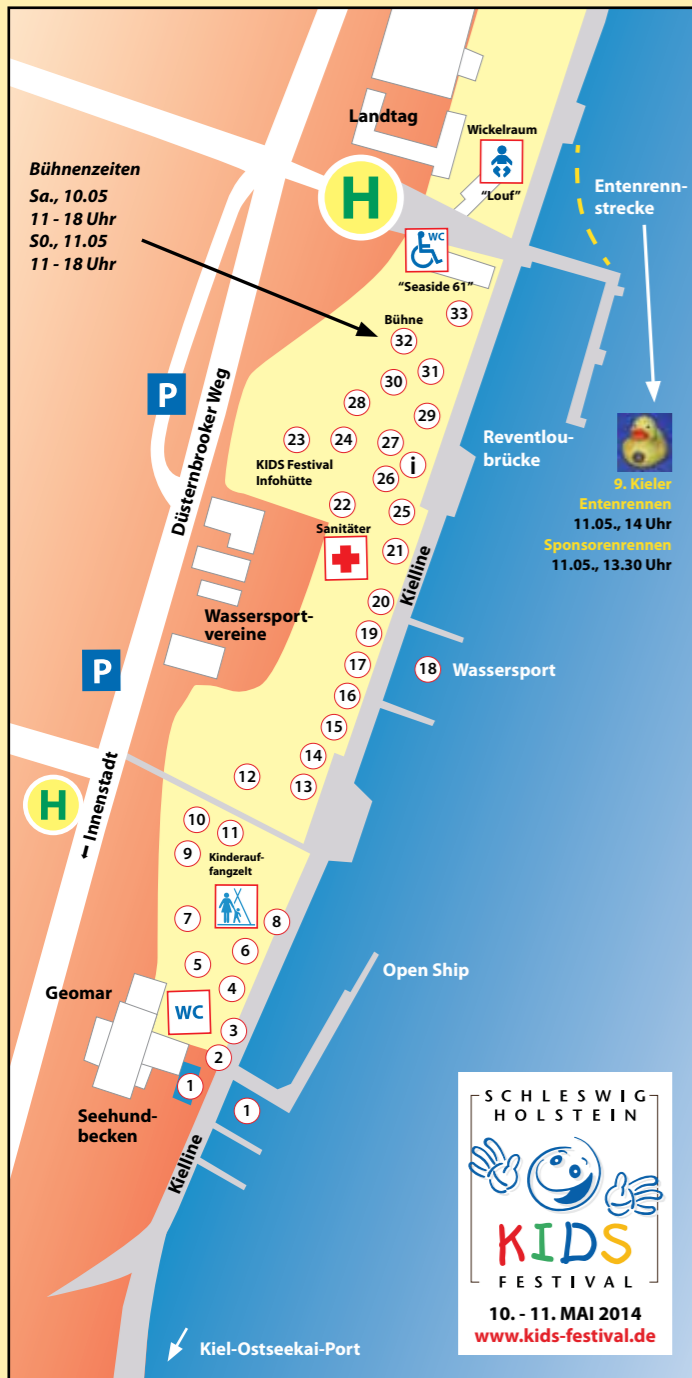 Landtag
Wickelraum
"Louf"
Bühnenzeiten
Sa., 10.05
11 - 18 Uhr
S0., 11.05
11 - 18 Uhr
H
WC
"Seaside 61"
Entenrenn-
strecke
Bühne
33
32
31
30
P
28
29
23
24
27
KIDS Festival
Infohütte
i
26
Reventlou-
brücke
9. Kieler
Entenrennen
11.05., 14 Uhr
Sponsorenrennen
11.05., 13.30 Uhr
Düsternbrooker Weg
22
25
Sanitäter
21
Kielline
20
Wassersport-
vereine
19
17
18
Wassersport
P
16
15
14
12
13
Innenstadt
H
10
11
9
Kinderauf-
fangzelt
7
8
6
5
4
Open Ship
Geomar
WC
3
2
1
1
Seehund-
becken
Kielline
SCHLESWIG
HOLSTEIN
KIDS
FESTIVAL
10. - 11. MAI 2014
www.kids-festival.de
Kiel-Ostseekai-Port